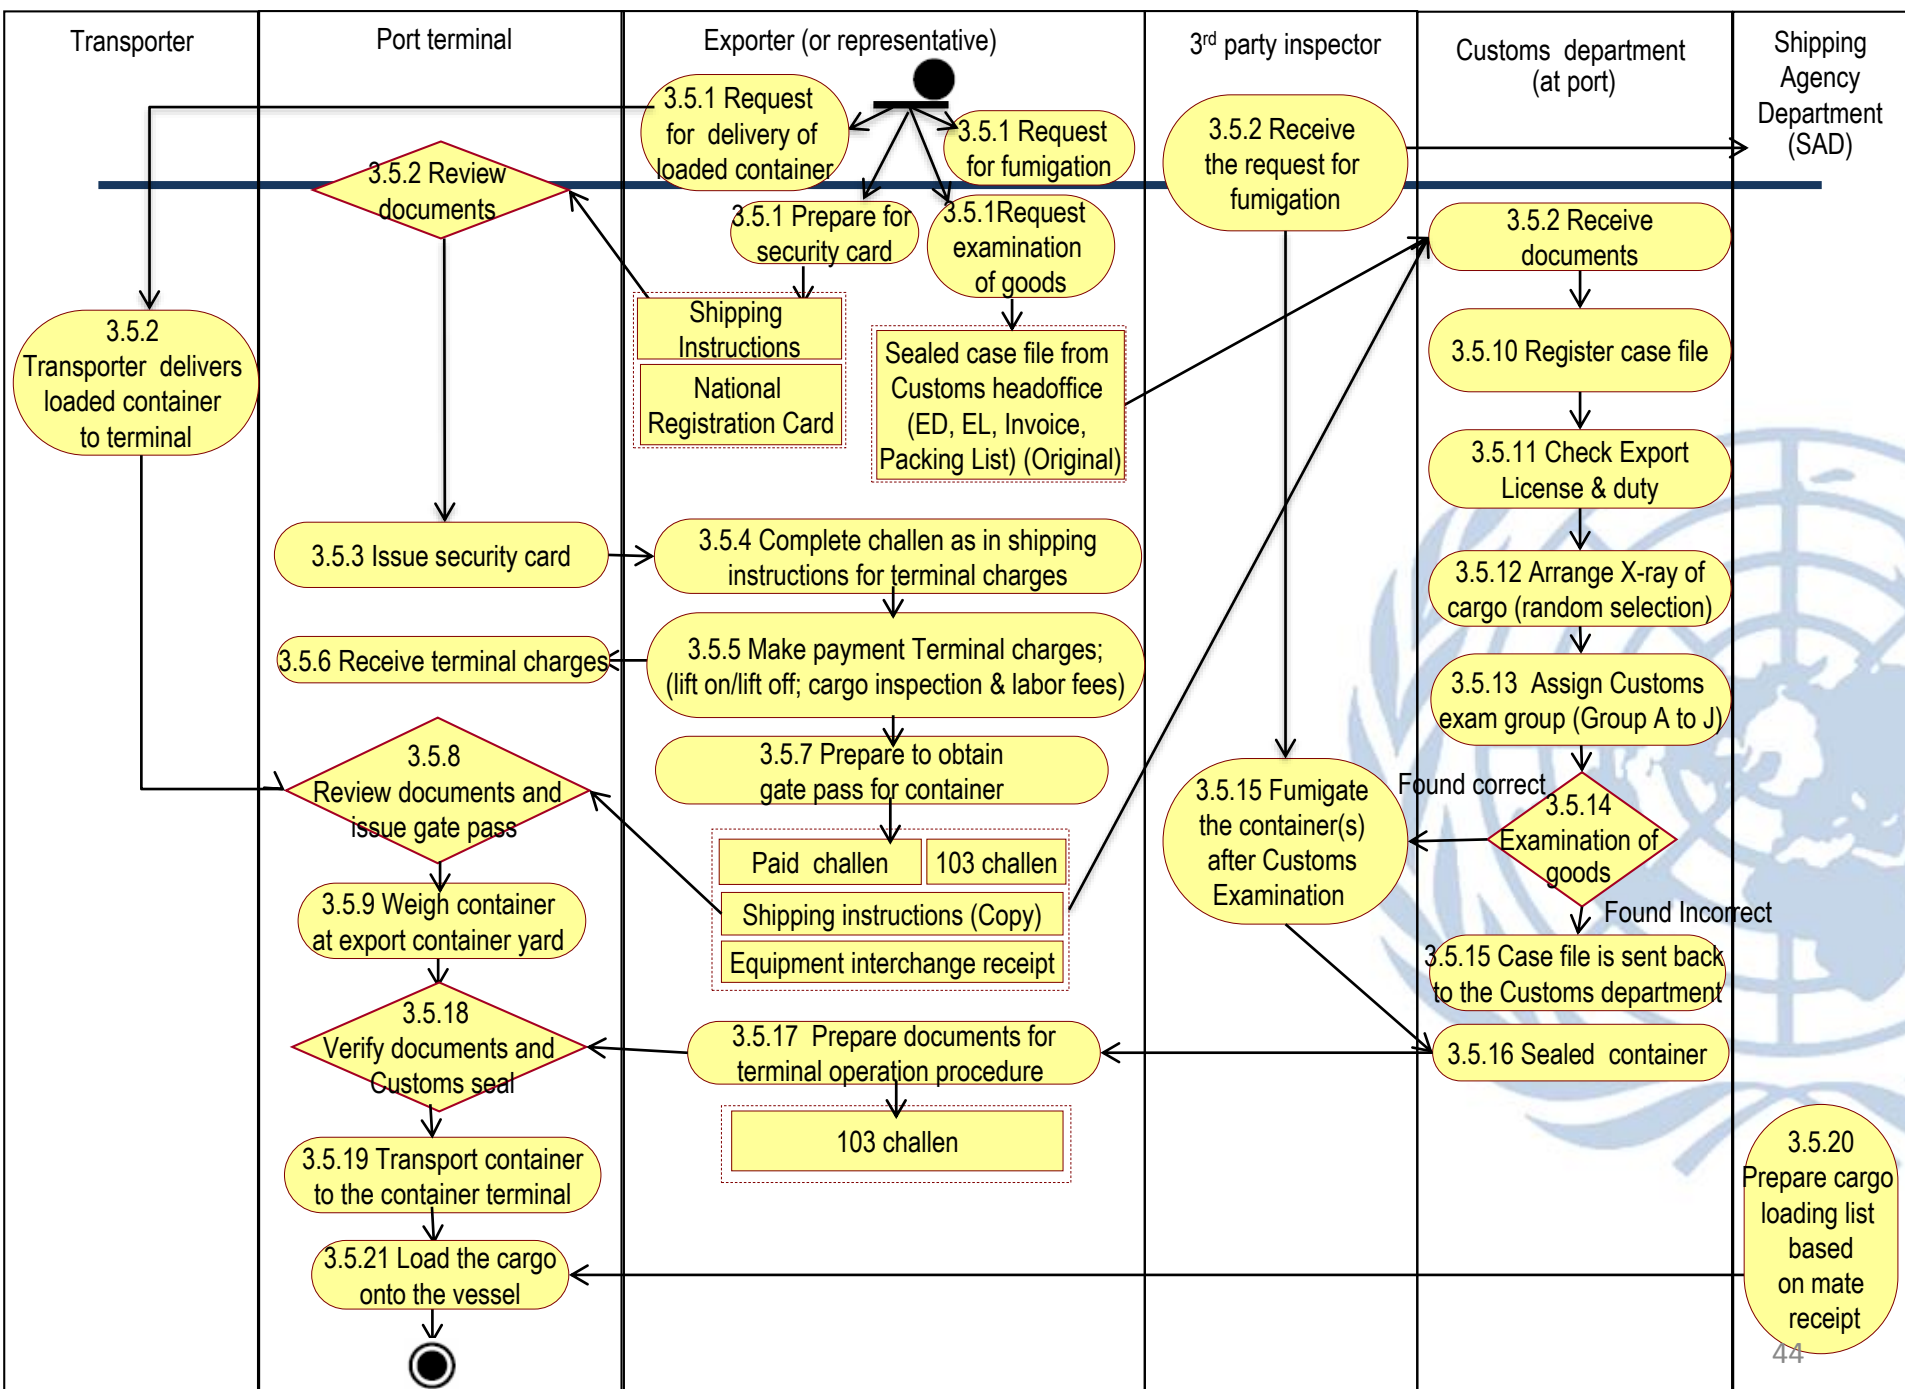 Transporter
Port terminal
Exporter (or representative)
3rd party inspector
Customs department
(at port)
Shipping
Agency
Department
(SAD)
3.5.1 Request
for delivery of
loaded container
3.5.1 Request
for fumigation
3.5.2 Receive
the request for
fumigation
3.5.2 Review
documents
3.5.1 Prepare for
security card
3.5.1Request
examination
of goods
3.5.2 Receive
documents
3.5.2
Transporter delivers
loaded container
to terminal
Shipping
Instructions
National
Registration Card
Sealed case file from
Customs headoffice
(ED, EL, Invoice,
Packing List) (Original)
3.5.10 Register case file
3.5.11 Check Export
License & duty
3.5.3 Issue security card
3.5.4 Complete challen as in shipping
instructions for terminal charges
3.5.12 Arrange X-ray of
cargo (random selection)
3.5.6 Receive terminal charges
3.5.5 Make payment Terminal charges;
(lift on/lift off; cargo inspection & labor fees)
3.5.13 Assign Customs
exam group (Group A to J)
3.5.8
Review documents and
issue gate pass
3.5.7 Prepare to obtain
gate pass for container
3.5.15 Fumigate
the container(s)
after Customs
Examination
Found correct
3.5.14
Examination of
goods
Paid challen
103 challen
Shipping instructions (Copy)
Equipment interchange receipt
3.5.9 Weigh container
at export container yard
Found Incorrect
3.5.15 Case file is sent back
to the Customs department
3.5.18
Verify documents and
Customs seal
3.5.17 Prepare documents for
terminal operation procedure
3.5.16 Sealed container
103 challen
3.5.19 Transport container
to the container terminal
3.5.20
Prepare cargo
loading list
based
on mate
receipt
3.5.21 Load the cargo
onto the vessel
44